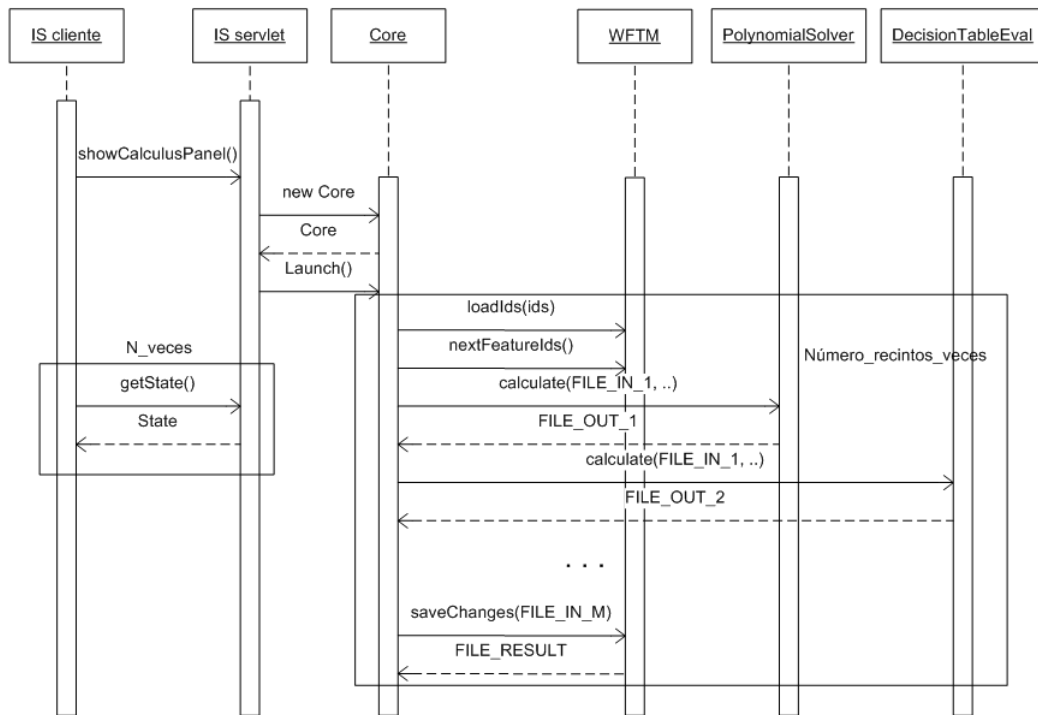 IS cliente
IS servlet
Core
WFTM
PolynomialSolver
DecisionTableEval
showCalculusPanel()
new Core
Core
Launch()
loadIds(ids)
N_veces
nextFeatureIds()
Número_recintos_veces
getState()
calculate(FILE_IN_1, ..)
State
FILE_OUT_1
calculate(FILE_IN_1, ..)
FILE_OUT_2
. . .
saveChanges(FILE_IN_M)
FILE_RESULT